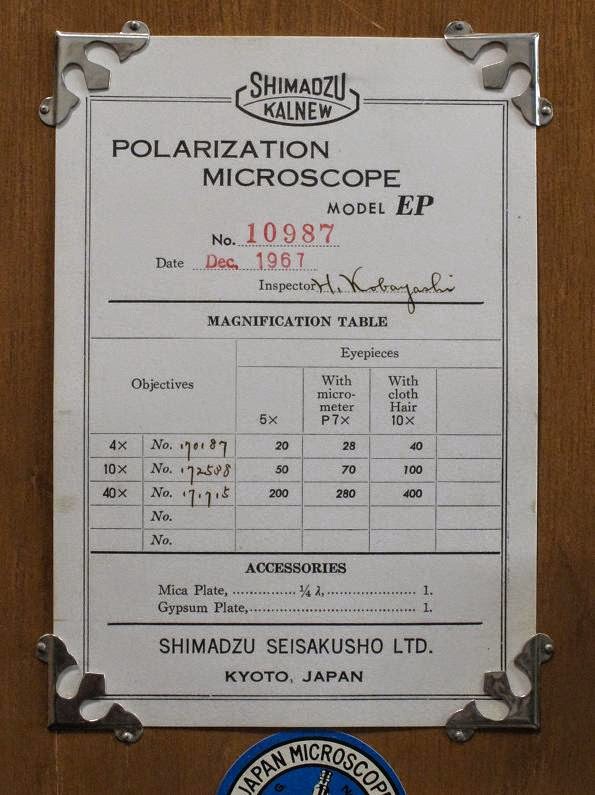 SHIMADZU
KALNEW
POLARIZATION
MICROSCOPE
MODEL EP
No. 10987
Date Dec. 1967
Inspector H. Kobayashi
MAGNIFICATION TABLE
Objectives
Eyepieces
5×
With
micro-
meter
P7×
With
cloth
Hair
10×
4× No. 170187 20 28 40
10× No. 172588 50 70 100
40× No. 171715 200 280 400
No.
No.
ACCESSORIES
Mica Plate,............... ¼ λ,...................... 1.
Gypsum Plate,......................................... 1.
SHIMADZU SEISAKUSHO LTD.
KYOTO, JAPAN
JAPAN MICROSCOPE